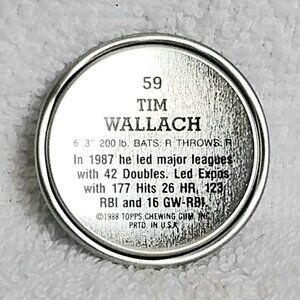 59
TIM
WALLACH
6' 3" 200 lb. BATS: R THROWS: R
In 1987 he led major leagues
with 42 Doubles. Led Expos
with 177 Hits 26 HR, 123
RBI and 16 GW-RBI.
©1988 TOPPS CHEWING GUM, INC.
PRTD. IN U.S.A.